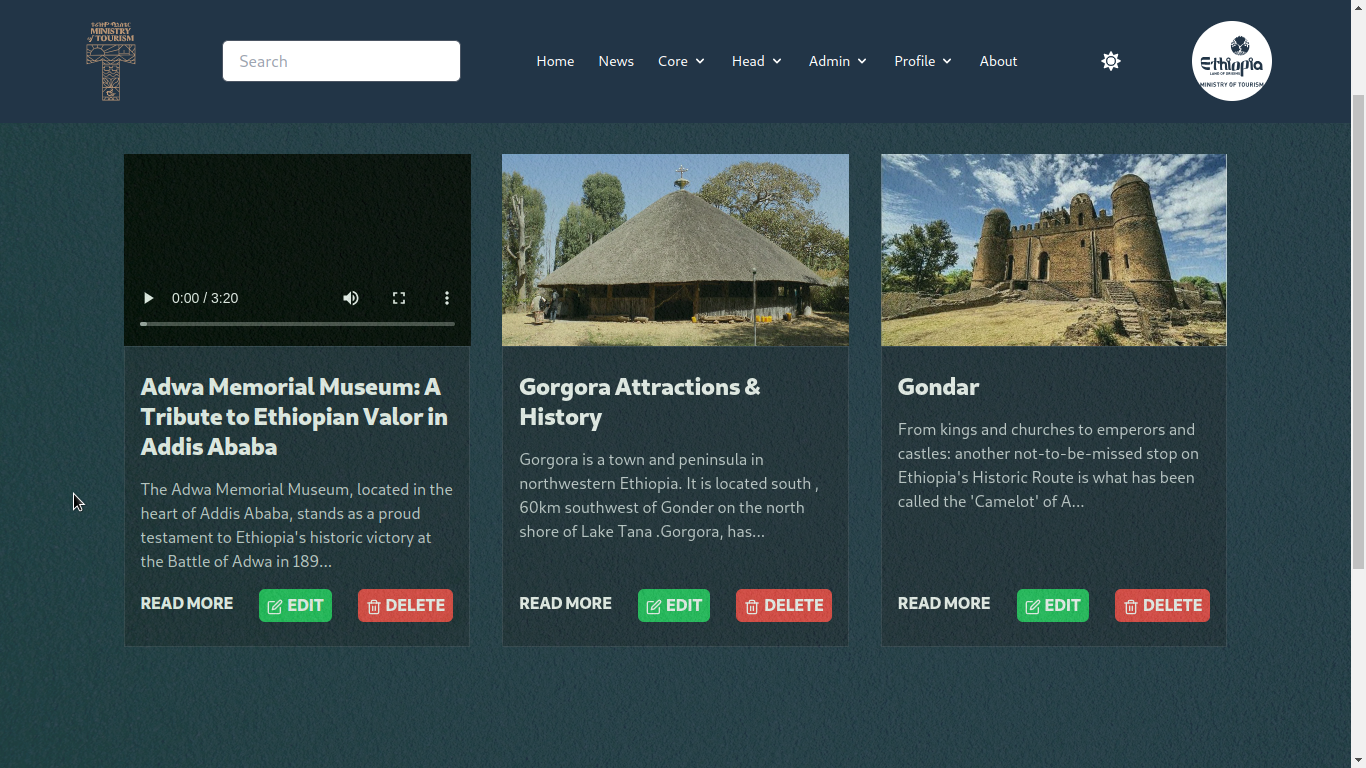 MINISTRY
of TOURISM
Search
Home
News
Core
Head
Admin
Profile
About
Ethiopia
LAND OF ORIGINS
MINISTRY OF TOURISM
0:00 / 3:20
Adwa Memorial Museum: A
Tribute to Ethiopian Valor in
Addis Ababa
The Adwa Memorial Museum, located in the
heart of Addis Ababa, stands as a proud
testament to Ethiopia's historic victory at
the Battle of Adwa in 189...
READ MORE
EDIT
DELETE
Gorgora Attractions &
History
Gorgora is a town and peninsula in
northwestern Ethiopia. It is located south ,
60km southwest of Gonder on the north
shore of Lake Tana .Gorgora, has...
READ MORE
EDIT
DELETE
Gondar
From kings and churches to emperors and
castles: another not-to-be-missed stop on
Ethiopia's Historic Route is what has been
called the 'Camelot' of A...
READ MORE
EDIT
DELETE